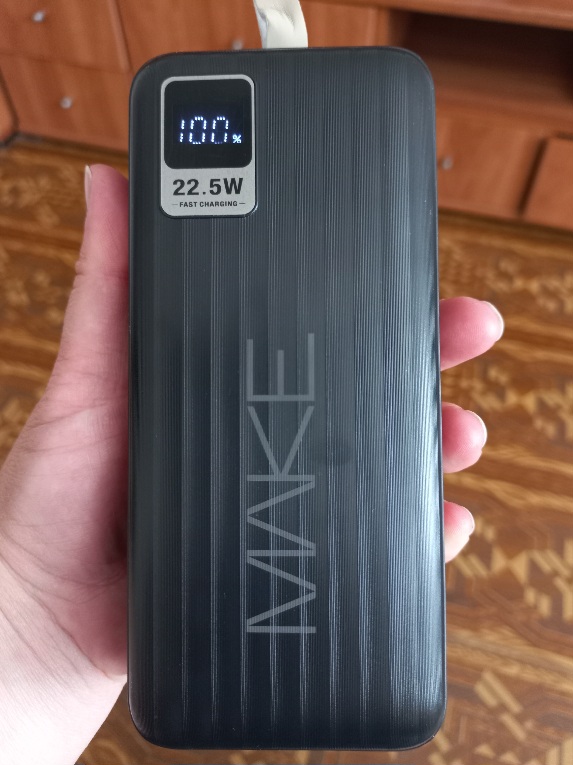 100%
22.5W
FAST CHARGING
MAKE